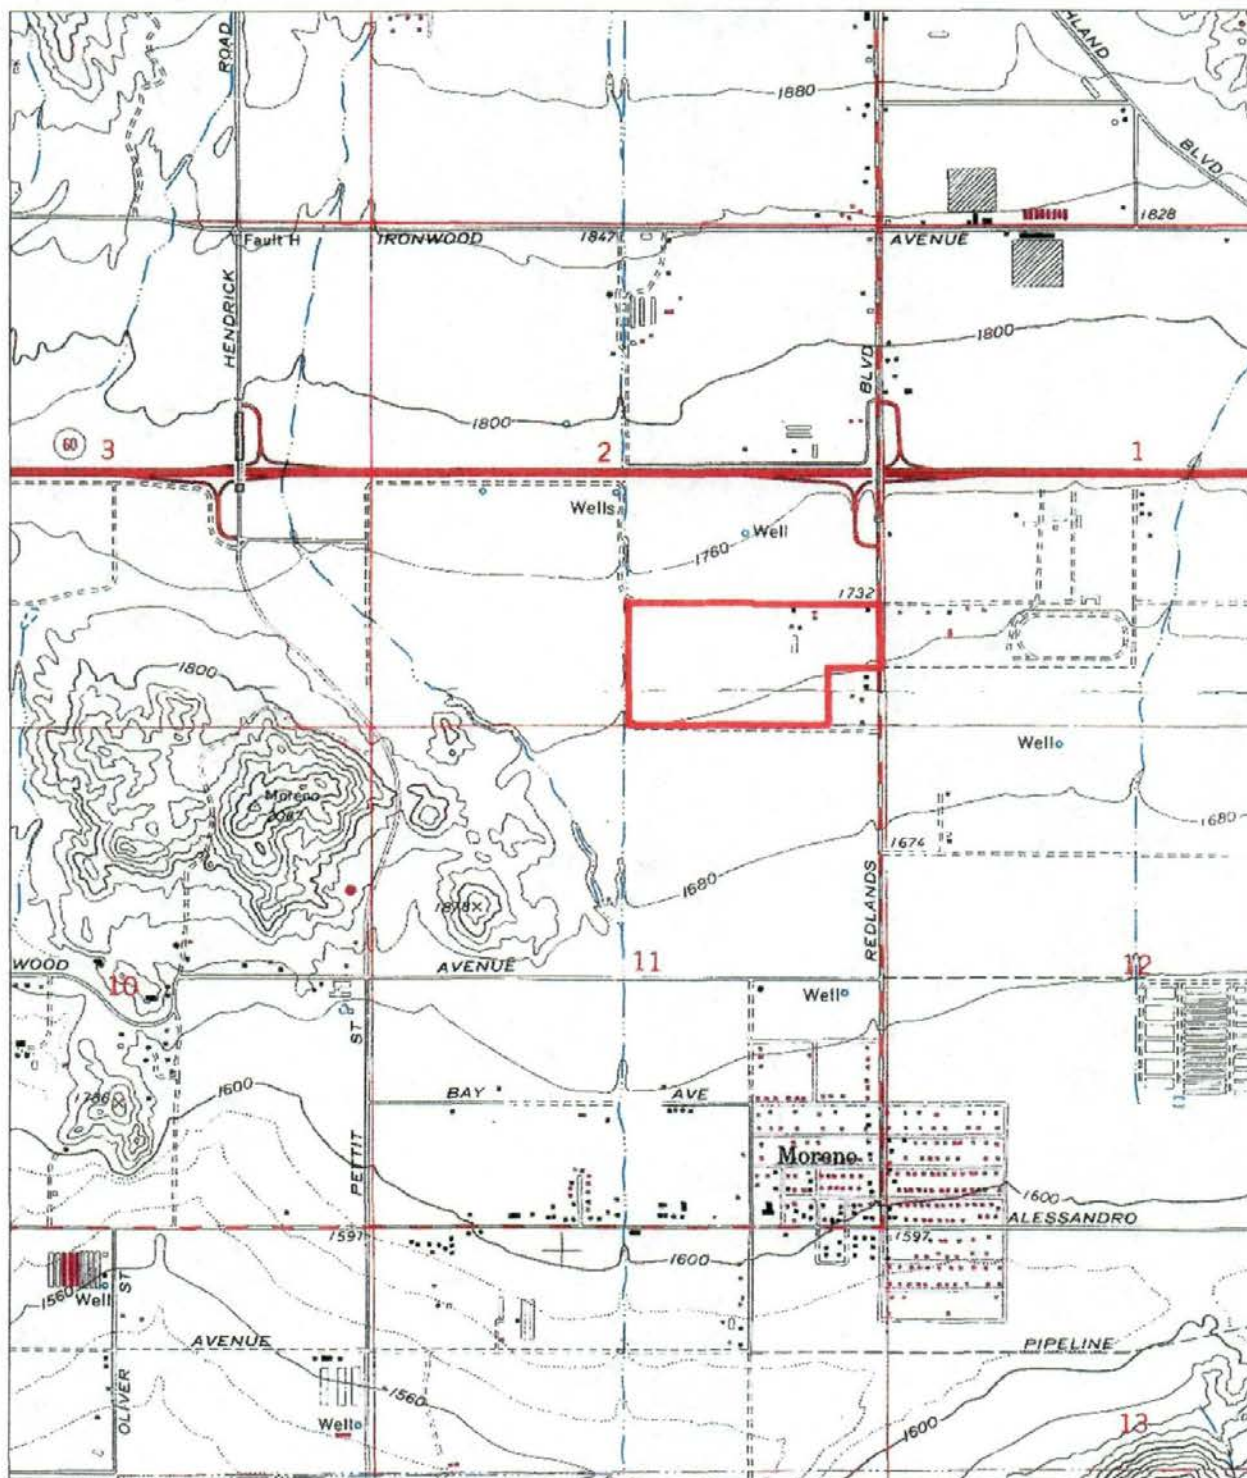 ROAD
HLAND
1880
BLVD
1828
Fault H
IRONWOOD
1847
AVENUE
HENDRICK
BLVD
1800
1800
60
3
2
1
Wells
Well
1760
1732
1800
Well
Moreno
1680
1674
1680
1878
REDLANDS
WOOD
AVENUE
11
12
10
Well
ST
BAY
AVE
1786
1600
PETTIT
Moreno
1600
ALESSANDRO
1597
1600
1597
1560
Well
ST
AVENUE
PIPELINE
OLIVER
1560
Well
1600
13